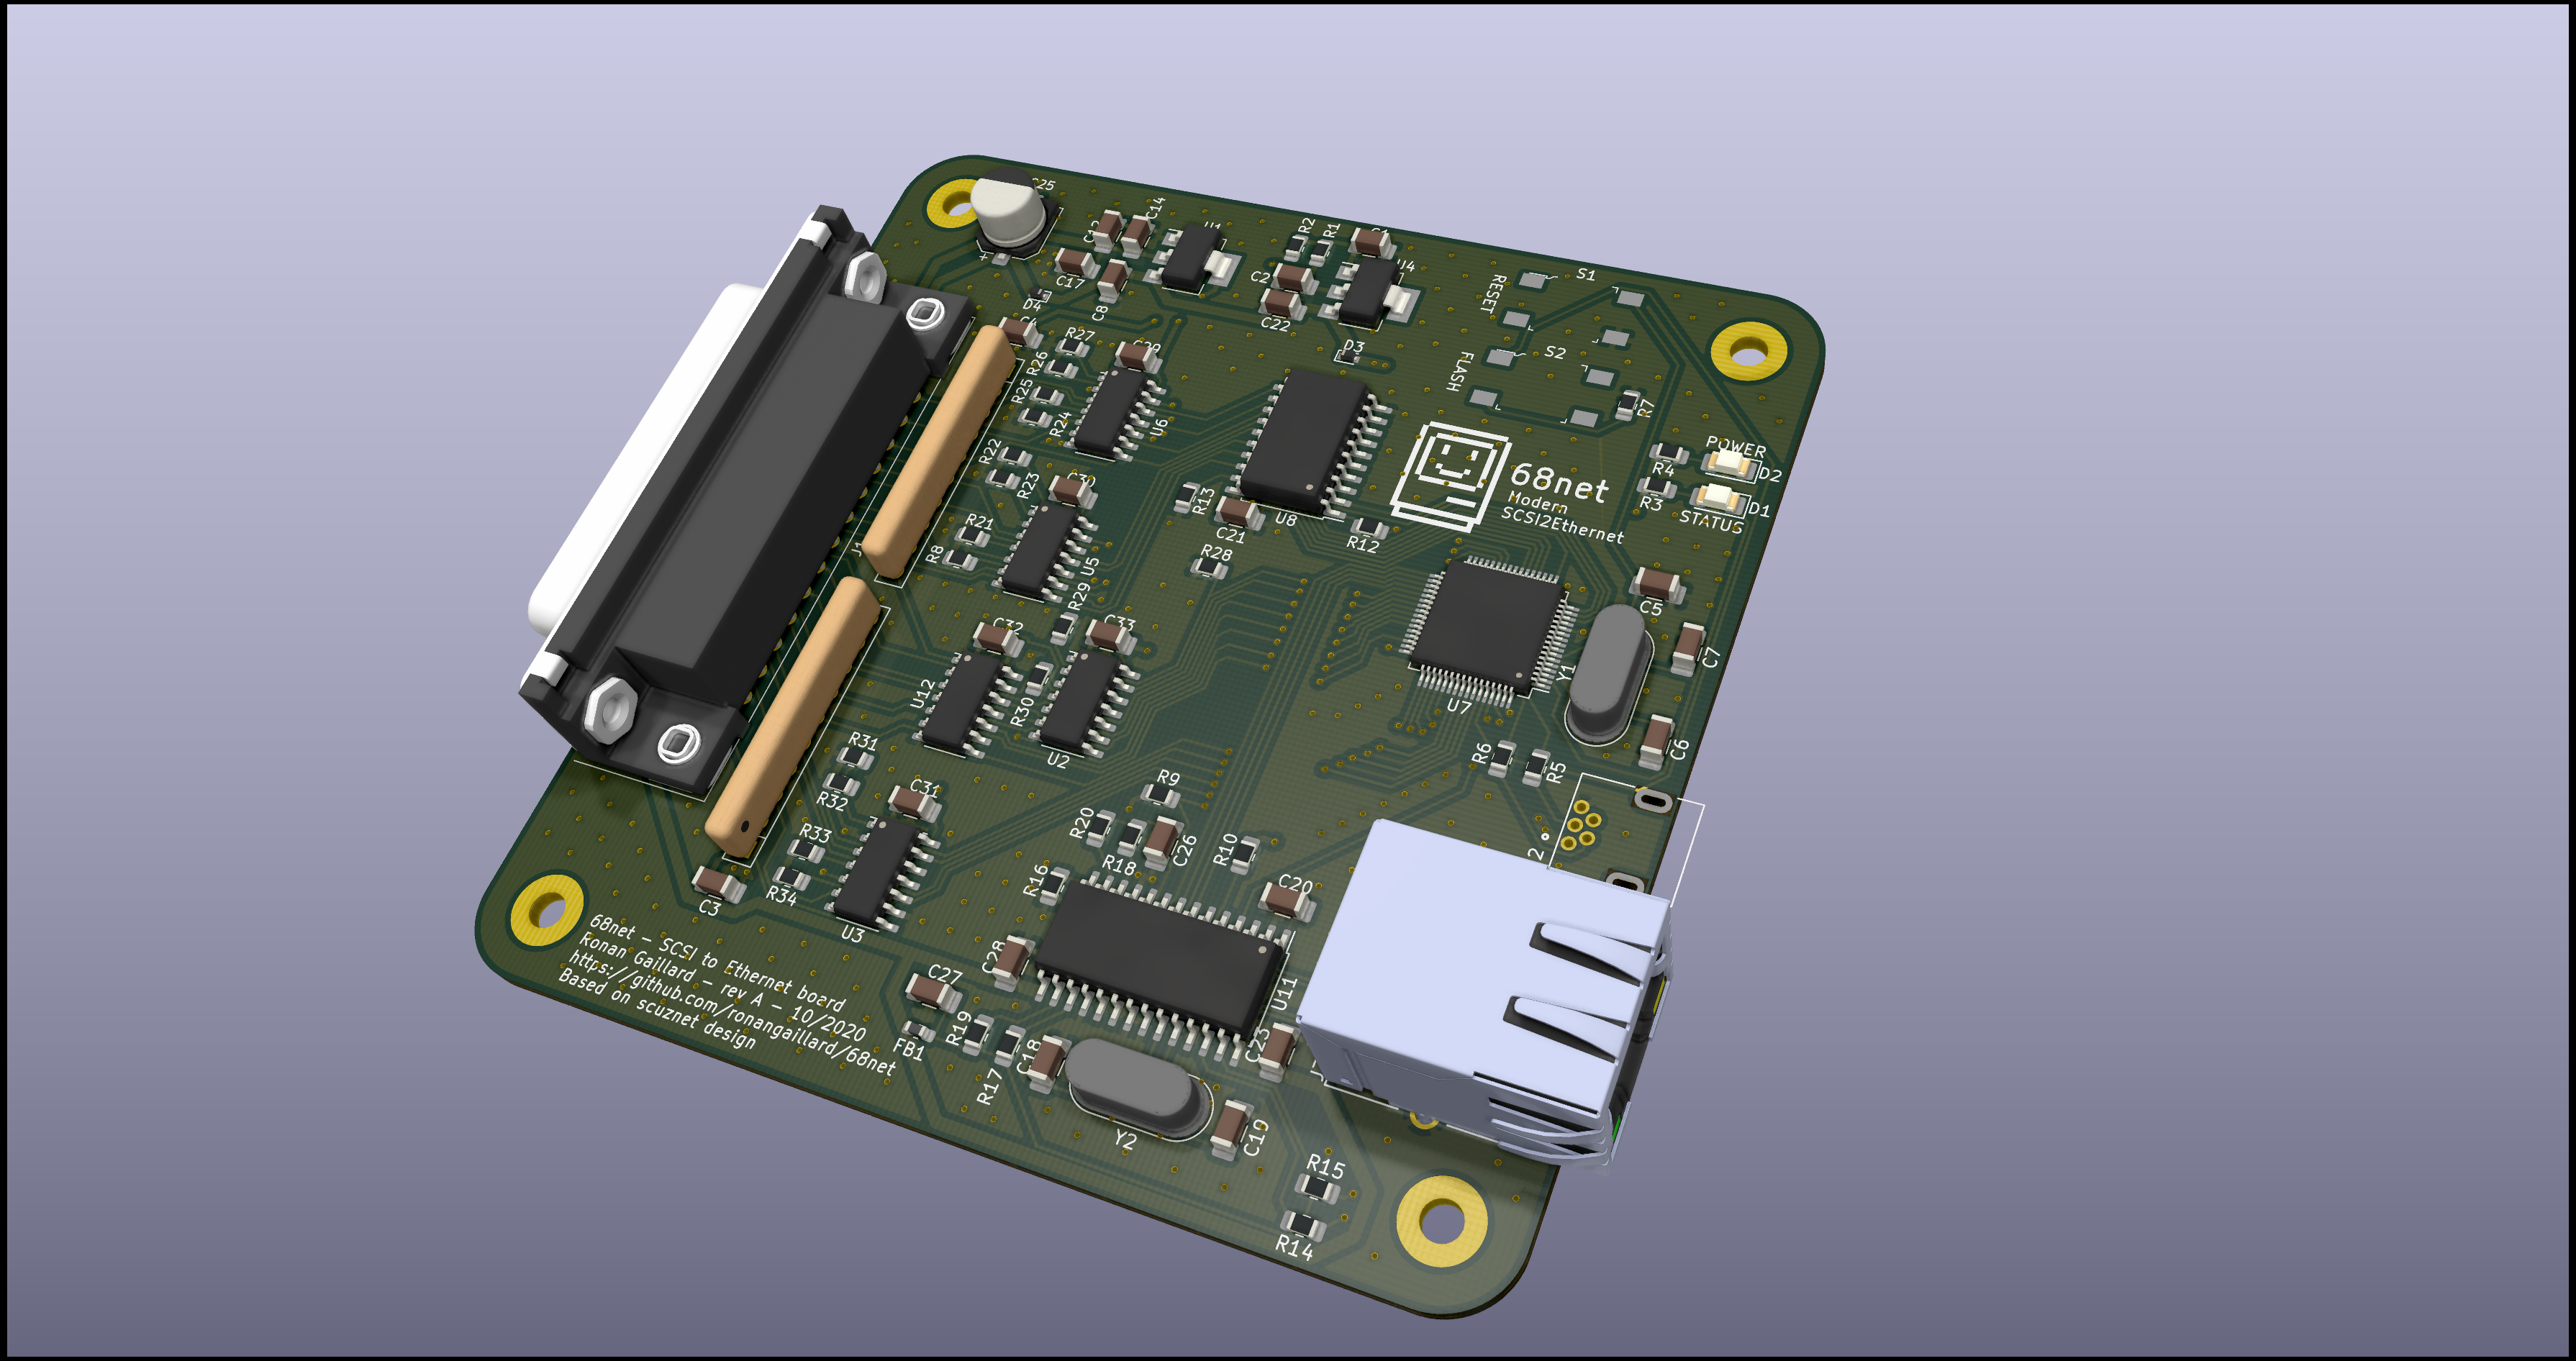 C14
R2
R1
C17
C8
D4
C2
C22
U4
S1
RESET
S2
FLASH
R7
D3
R27
R26
R25
R24
U6
R22
R23
C30
R21
R8
U5
R29
R13
C21
U8
R28
R12
68net
Modern
SCSI2Ethernet
POWER
D2
R4
R3
D1
STATUS
C5
C7
Y1
U7
C6
R6
R5
C32
C33
U12
R30
U2
R31
R32
C31
R33
R34
C3
U3
R9
R20
R18
C26
R10
R16
C20
C28
C27
U11
FB1
R19
R17
C18
C23
Y2
C19
R15
R14
68net - SCSI to Ethernet board
Ronan Gaillard - rev A - 10/2020
https://github.com/ronangaillard/68net
Based on scuznet design